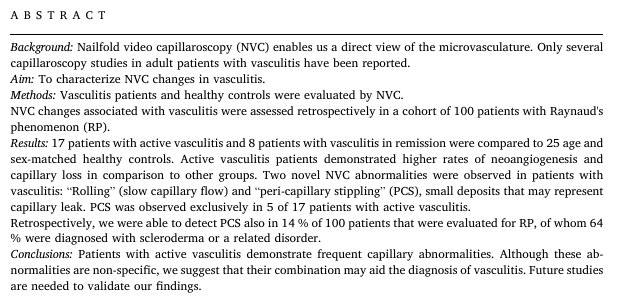 A B S T R A C T
Background: Nailfold video capillaroscopy (NVC) enables us a direct view of the microvasculature. Only several
capillaroscopy studies in adult patients with vasculitis have been reported.
Aim: To characterize NVC changes in vasculitis.
Methods: Vasculitis patients and healthy controls were evaluated by NVC.
NVC changes associated with vasculitis were assessed retrospectively in a cohort of 100 patients with Raynaud's
phenomenon (RP).
Results: 17 patients with active vasculitis and 8 patients with vasculitis in remission were compared to 25 age and
sex-matched healthy controls. Active vasculitis patients demonstrated higher rates of neoangiogenesis and
capillary loss in comparison to other groups. Two novel NVC abnormalities were observed in patients with
vasculitis: “Rolling” (slow capillary flow) and “peri-capillary stippling” (PCS), small deposits that may represent
capillary leak. PCS was observed exclusively in 5 of 17 patients with active vasculitis.
Retrospectively, we were able to detect PCS also in 14 % of 100 patients that were evaluated for RP, of whom 64
% were diagnosed with scleroderma or a related disorder.
Conclusions: Patients with active vasculitis demonstrate frequent capillary abnormalities. Although these ab-
normalities are non-specific, we suggest that their combination may aid the diagnosis of vasculitis. Future studies
are needed to validate our findings.